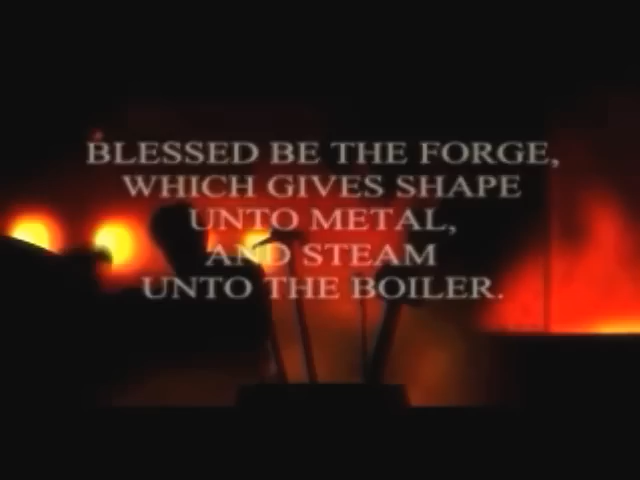 BLESSED BE THE FORGE,
WHICH GIVES SHAPE
UNTO METAL,
AND STEAM
UNTO THE BOILER.